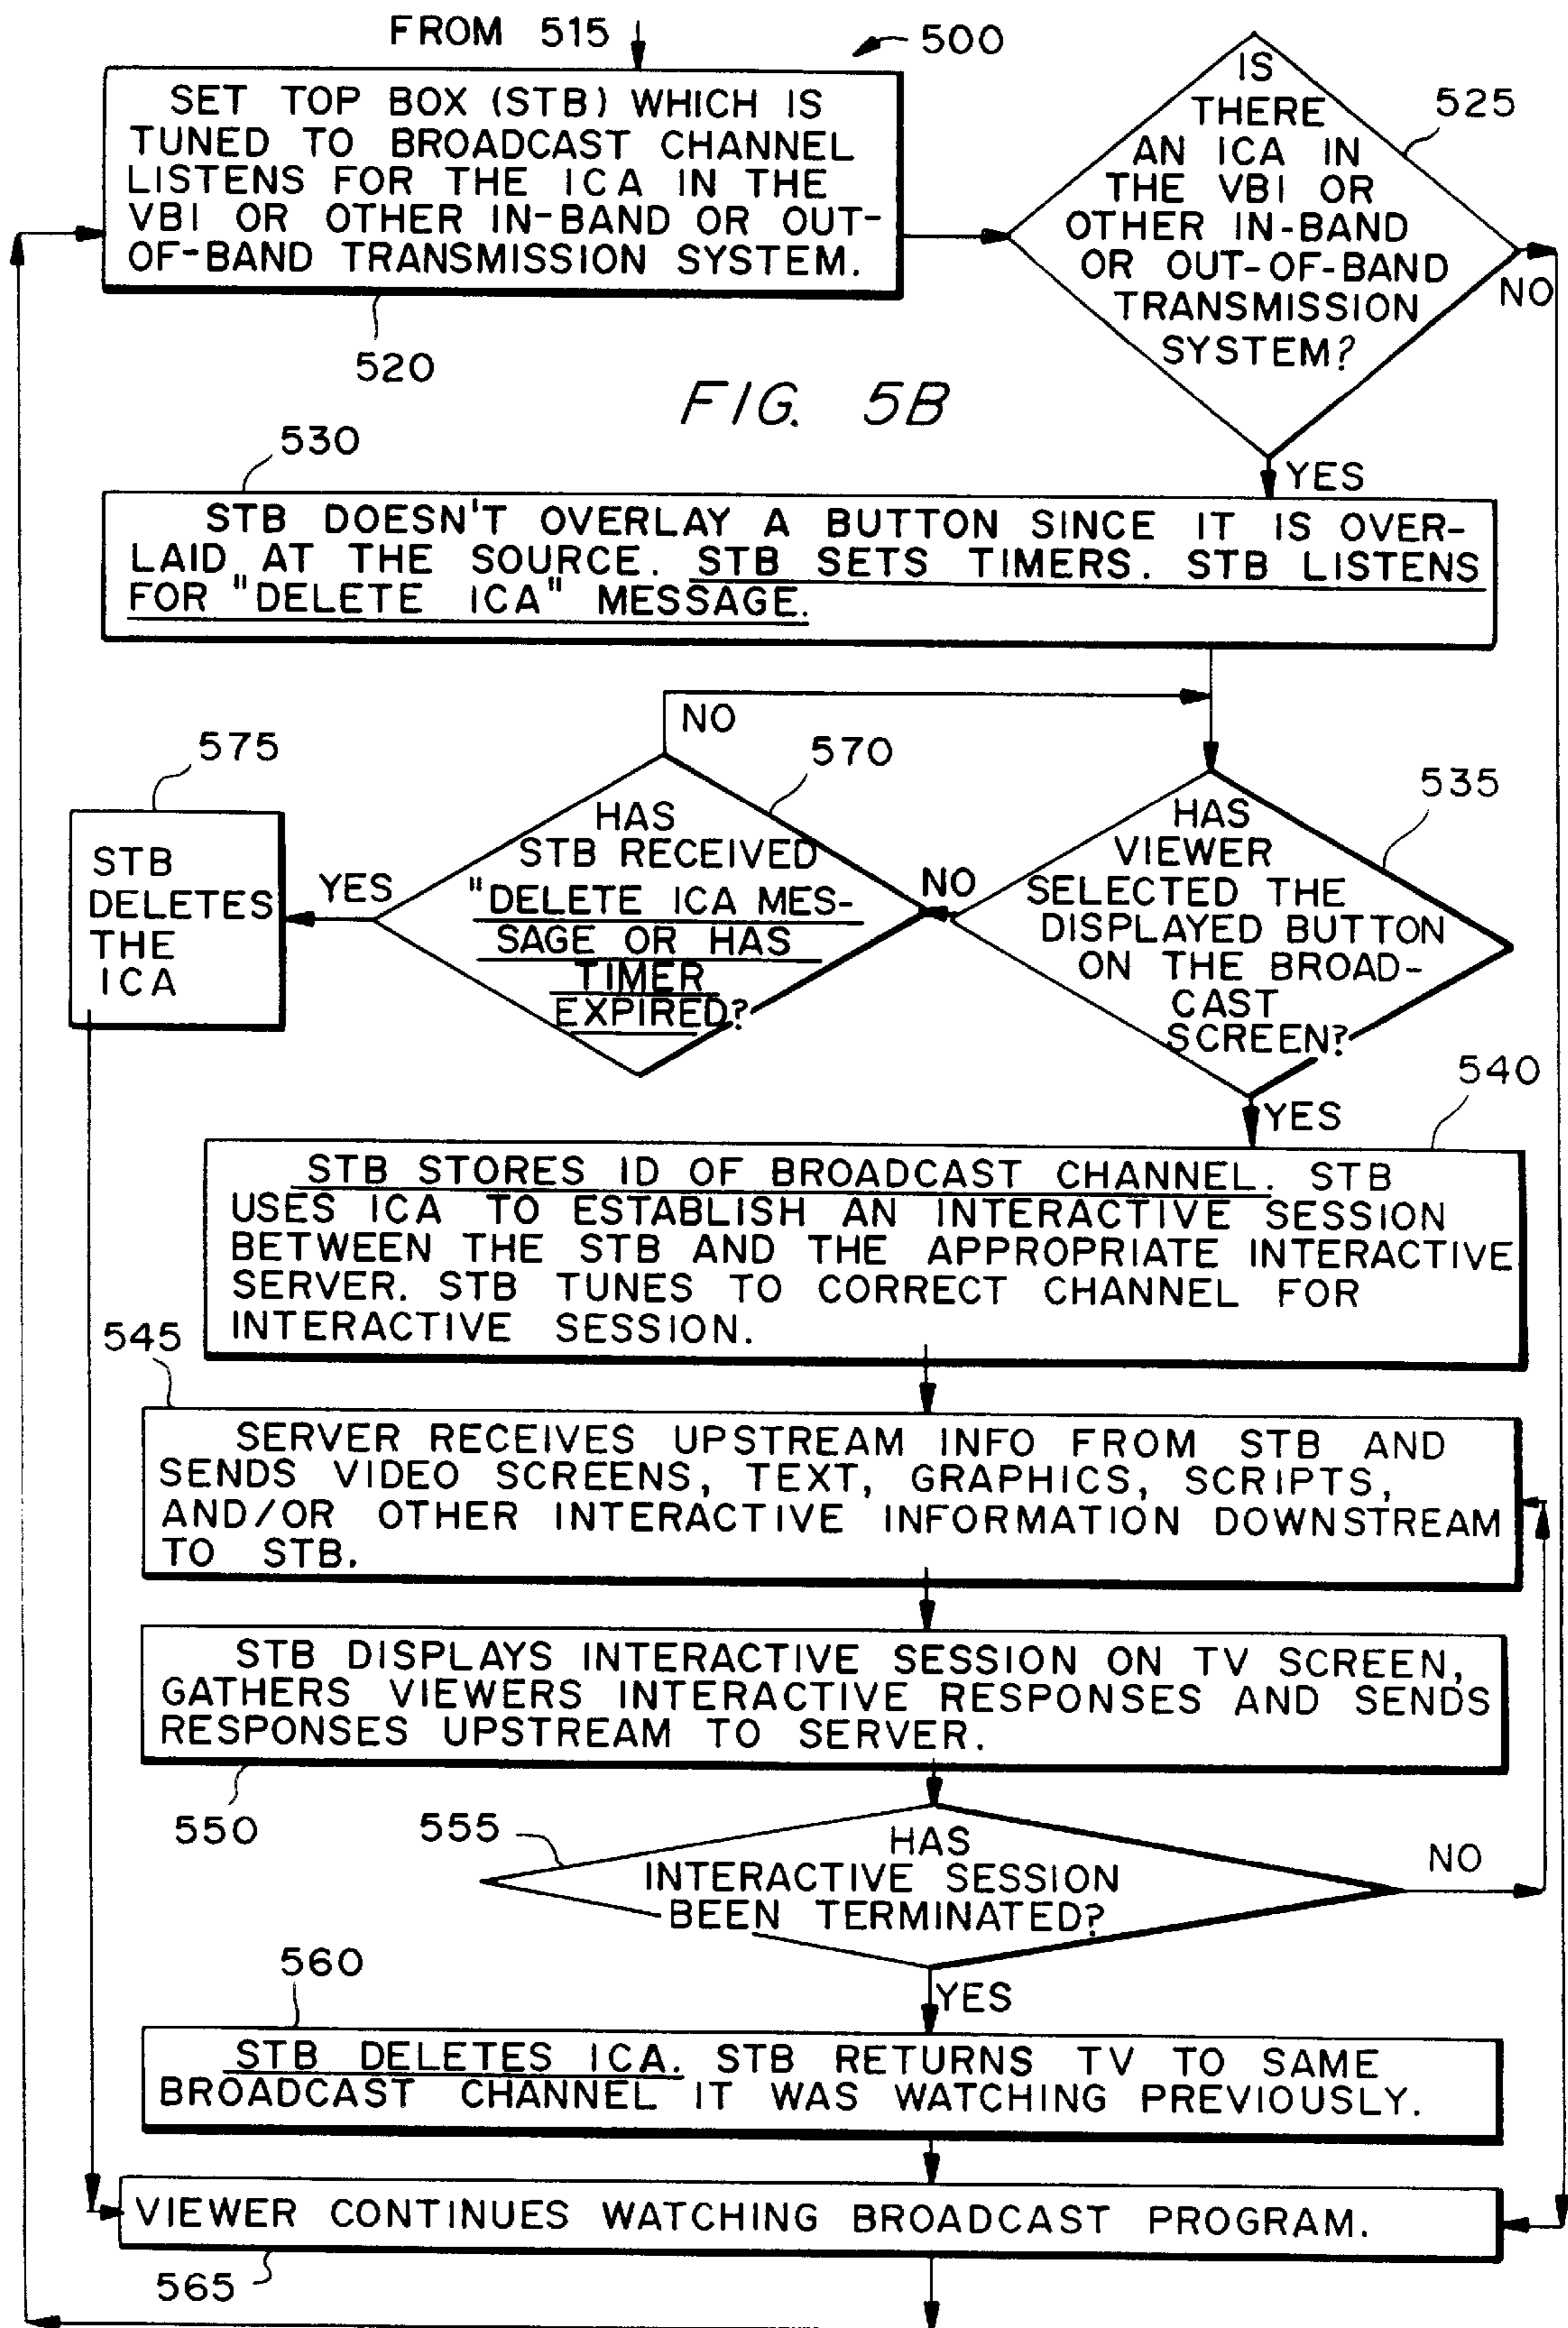 FROM 515
500
SET TOP BOX (STB) WHICH IS
TUNED TO BROADCAST CHANNEL
LISTENS FOR THE ICA IN THE
VBI OR OTHER IN-BAND OR OUT-
OF-BAND TRANSMISSION SYSTEM.
520
IS
THERE
AN ICA IN
THE VBI OR
OTHER IN-BAND
OR OUT-OF-BAND
TRANSMISSION
SYSTEM?
525
NO
YES
FIG. 5B
530
STB DOESN'T OVERLAY A BUTTON SINCE IT IS OVER-
LAID AT THE SOURCE. STB SETS TIMERS. STB LISTENS
FOR "DELETE ICA" MESSAGE.
NO
575
STB
DELETES
THE
ICA
YES
570
HAS
STB RECEIVED
"DELETE ICA MES-
SAGE OR HAS
TIMER
EXPIRED?
NO
535
HAS
VIEWER
SELECTED THE
DISPLAYED BUTTON
ON THE BROAD-
CAST
SCREEN?
YES
540
STB STORES ID OF BROADCAST CHANNEL. STB
USES ICA TO ESTABLISH AN INTERACTIVE SESSION
BETWEEN THE STB AND THE APPROPRIATE INTERACTIVE
SERVER. STB TUNES TO CORRECT CHANNEL FOR
INTERACTIVE SESSION.
545
SERVER RECEIVES UPSTREAM INFO FROM STB AND
SENDS VIDEO SCREENS, TEXT, GRAPHICS, SCRIPTS,
AND/OR OTHER INTERACTIVE INFORMATION DOWNSTREAM
TO STB.
STB DISPLAYS INTERACTIVE SESSION ON TV SCREEN,
GATHERS VIEWERS INTERACTIVE RESPONSES AND SENDS
RESPONSES UPSTREAM TO SERVER.
550
555
HAS
INTERACTIVE SESSION
BEEN TERMINATED?
NO
YES
560
STB DELETES ICA. STB RETURNS TV TO SAME
BROADCAST CHANNEL IT WAS WATCHING PREVIOUSLY.
VIEWER CONTINUES WATCHING BROADCAST PROGRAM.
565